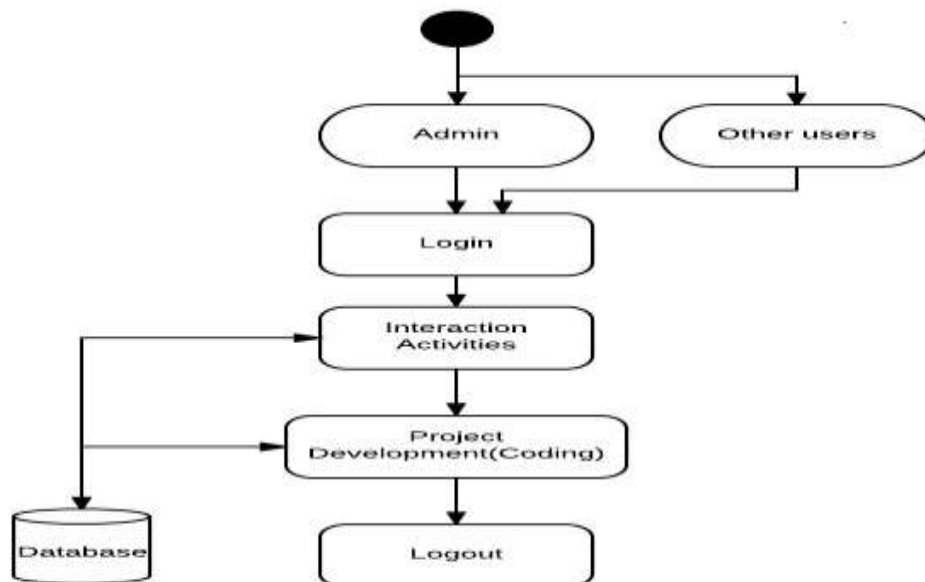 Admin
Other users
Login
Interaction
Activities
Project
Development(Coding)
Database
Logout